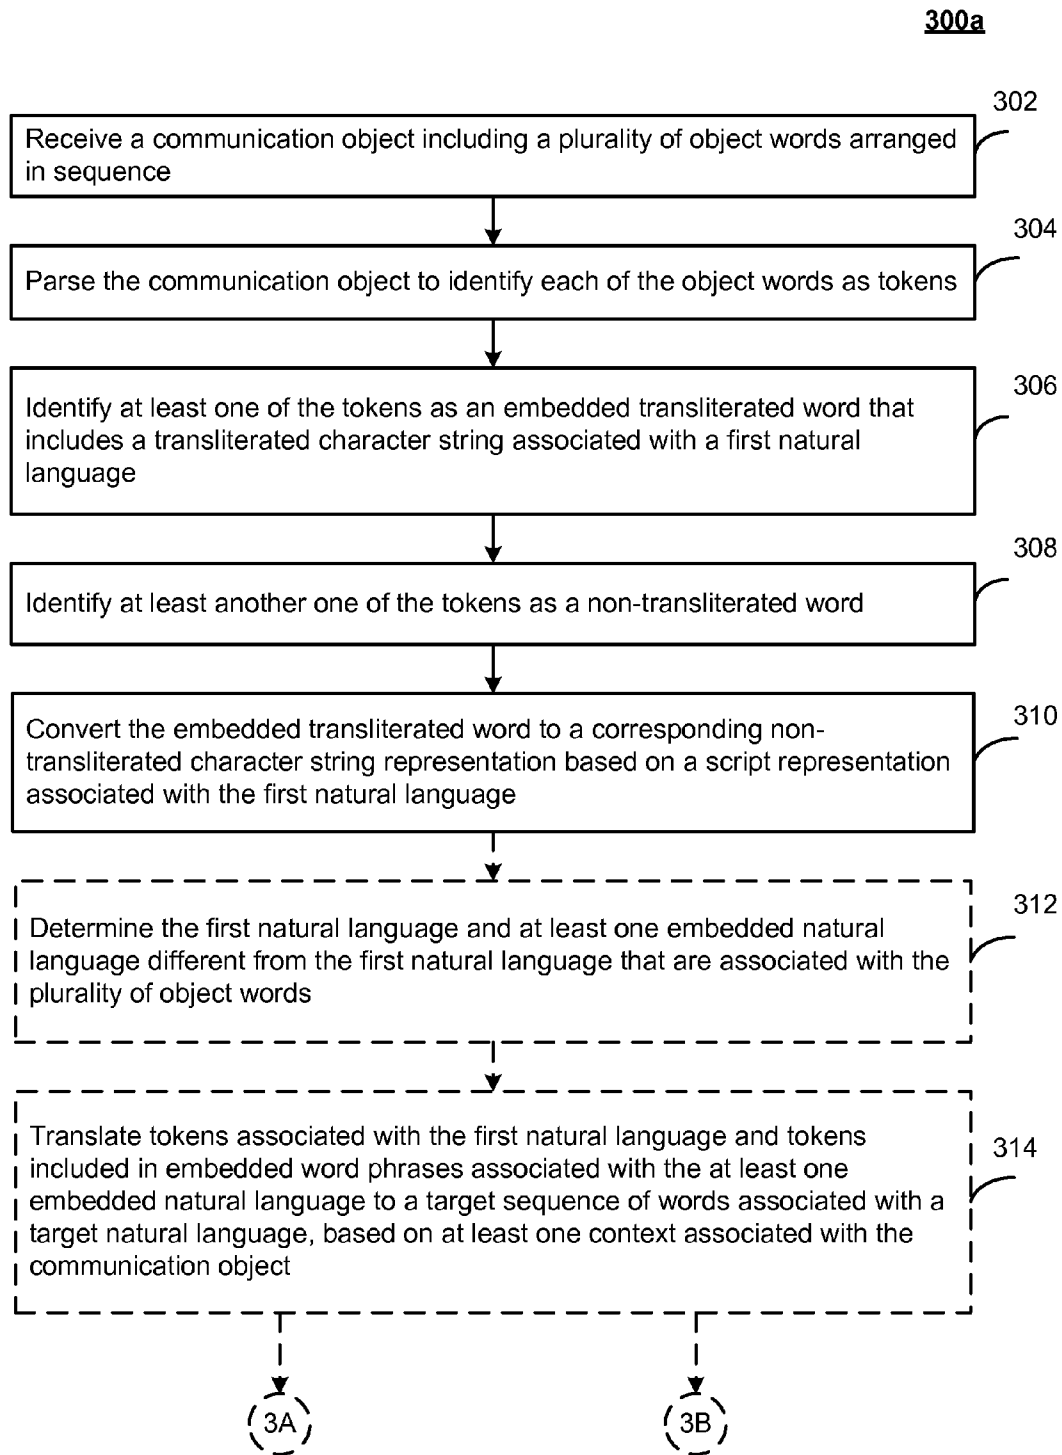 300a
302
Receive a communication object including a plurality of object words arranged
in sequence
304
Parse the communication object to identify each of the object words as tokens
306
Identify at least one of the tokens as an embedded transliterated word that
includes a transliterated character string associated with a first natural
language
308
Identify at least another one of the tokens as a non-transliterated word
310
Convert the embedded transliterated word to a corresponding non-
transliterated character string representation based on a script representation
associated with the first natural language
312
Determine the first natural language and at least one embedded natural
language different from the first natural language that are associated with the
plurality of object words
314
Translate tokens associated with the first natural language and tokens
included in embedded word phrases associated with the at least one
embedded natural language to a target sequence of words associated with a
target natural language, based on at least one context associated with the
communication object
3A
3B